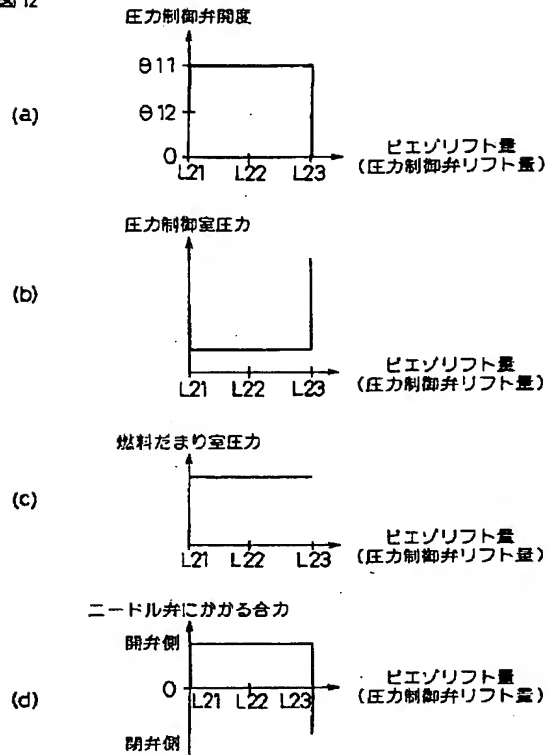 図12
圧力制御弁開度
(a)
θ11
θ12
0
L21 L22 L23
ピエゾリフト量
(圧力制御弁リフト量)
圧力制御室圧力
(b)
L21 L22 L23
ピエゾリフト量
(圧力制御弁リフト量)
燃料だまり室圧力
(c)
L21 L22 L23
ピエゾリフト量
(圧力制御弁リフト量)
ニードル弁にかかる合力
(d)
開弁側
0
閉弁側
L21 L22 L23
ピエゾリフト量
(圧力制御弁リフト量)